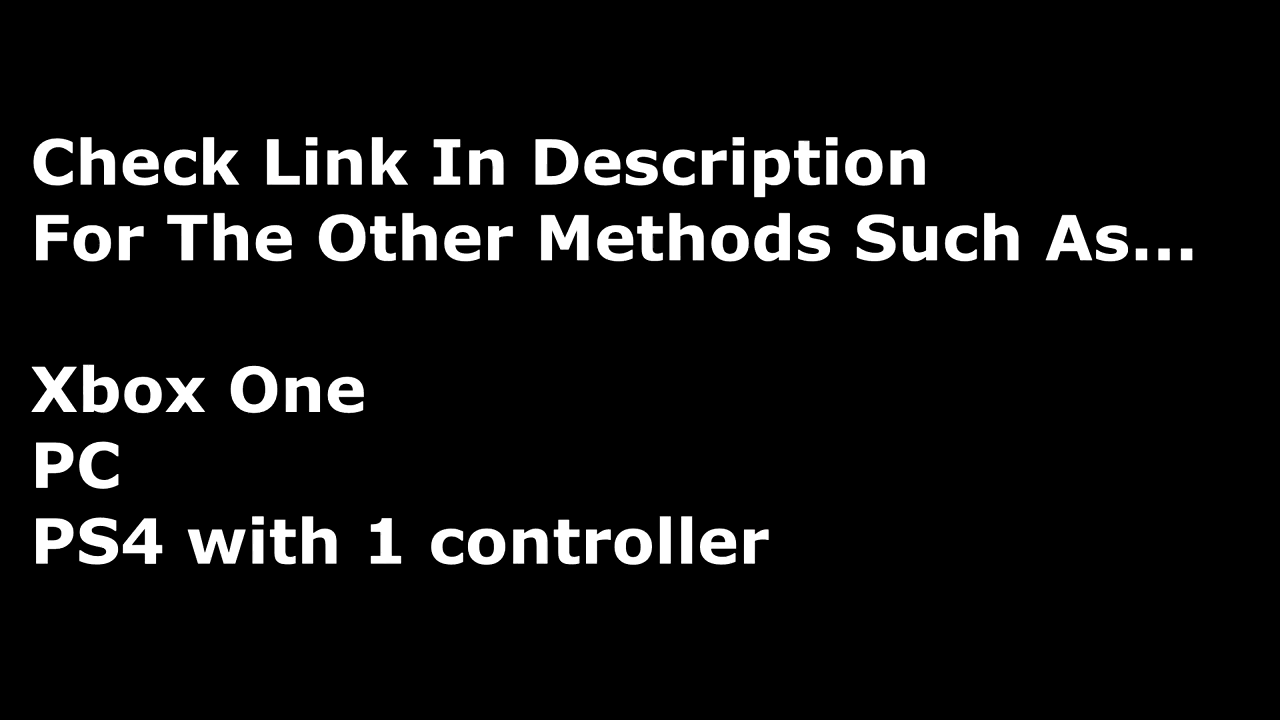 Check Link In Description
For The Other Methods Such As...
Xbox One
PC
PS4 with 1 controller